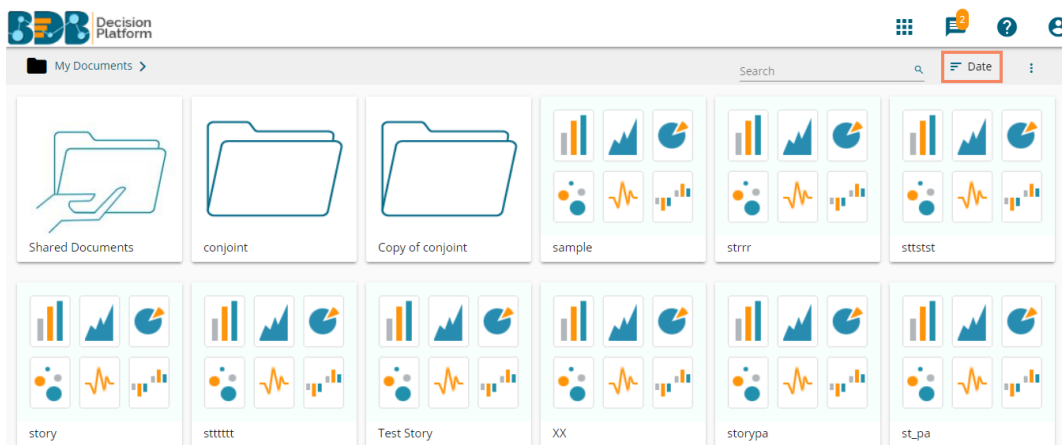 BDB Decision Platform
2
My Documents
Search
Date
Shared Documents
conjoint
Copy of conjoint
sample
strrr
sttstst
story
stttttt
Test Story
XX
storypa
st_pa